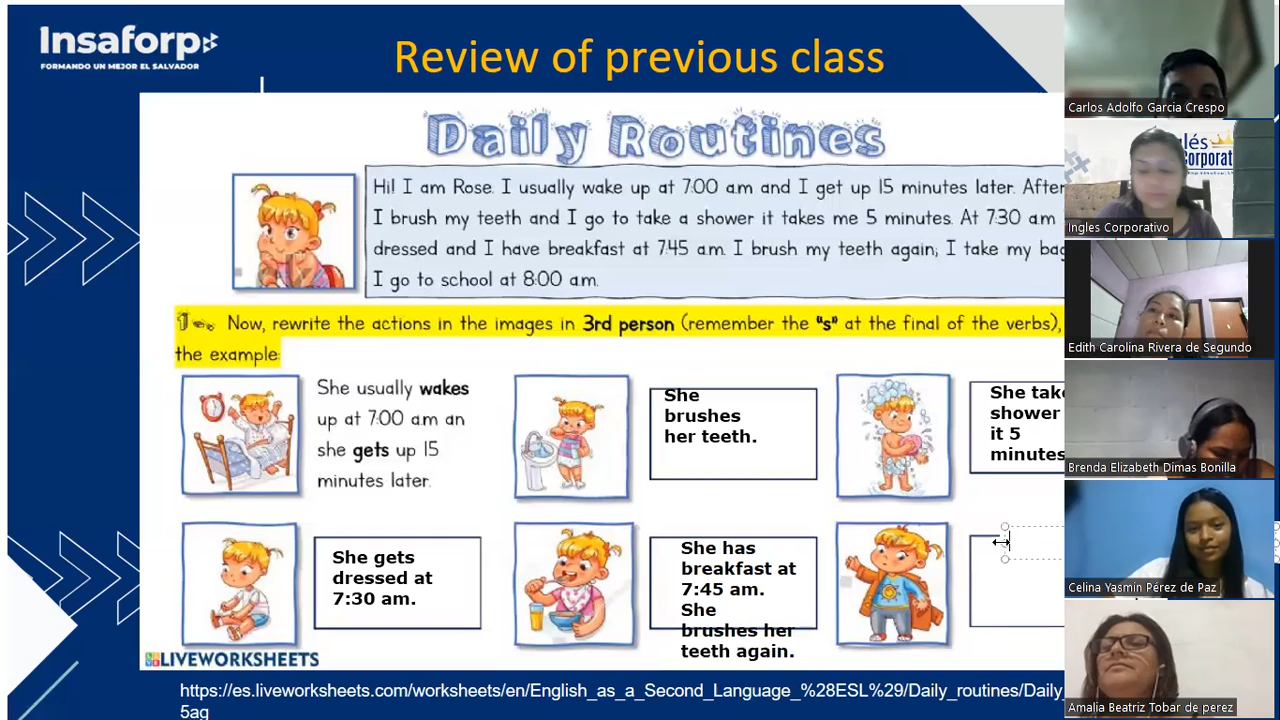 Insaforp
FORMANDO UN MEJOR EL SALVADOR
Review of previous class
Daily Routines
Hi! I am Rose. I usually wake up at 7:00 a.m and I get up 15 minutes later. After
I brush my teeth and I go to take a shower it takes me 5 minutes. At 7:30 a.m
dressed and I have breakfast at 7:45 a.m. I brush my teeth again; I take my bag
I go to school at 8:00 a.m.
1 Now, rewrite the actions in the images in 3rd person (remember the "s" at the final of the verbs),
the example:
She usually wakes
up at 7:00 a.m an
she gets up 15
minutes later.
She
brushes
her teeth.
She take
shower
it 5
minutes
She gets
dressed at
7:30 am.
She has
breakfast at
7:45 am.
She
brushes her
teeth again.
LIVEWORKSHEETS
https://es.liveworksheets.com/worksheets/en/English_as_a_Second_Language_%28ESL%29/Daily_routines/Daily_
5ag
Carlos Adolfo Garcia Crespo
glés
Corporat
Ingles Corporativo
Edith Carolina Rivera de Segundo
Brenda Elizabeth Dimas Bonilla
Celina Yasmin Pérez de Paz
Amalia Beatriz Tobar de perez